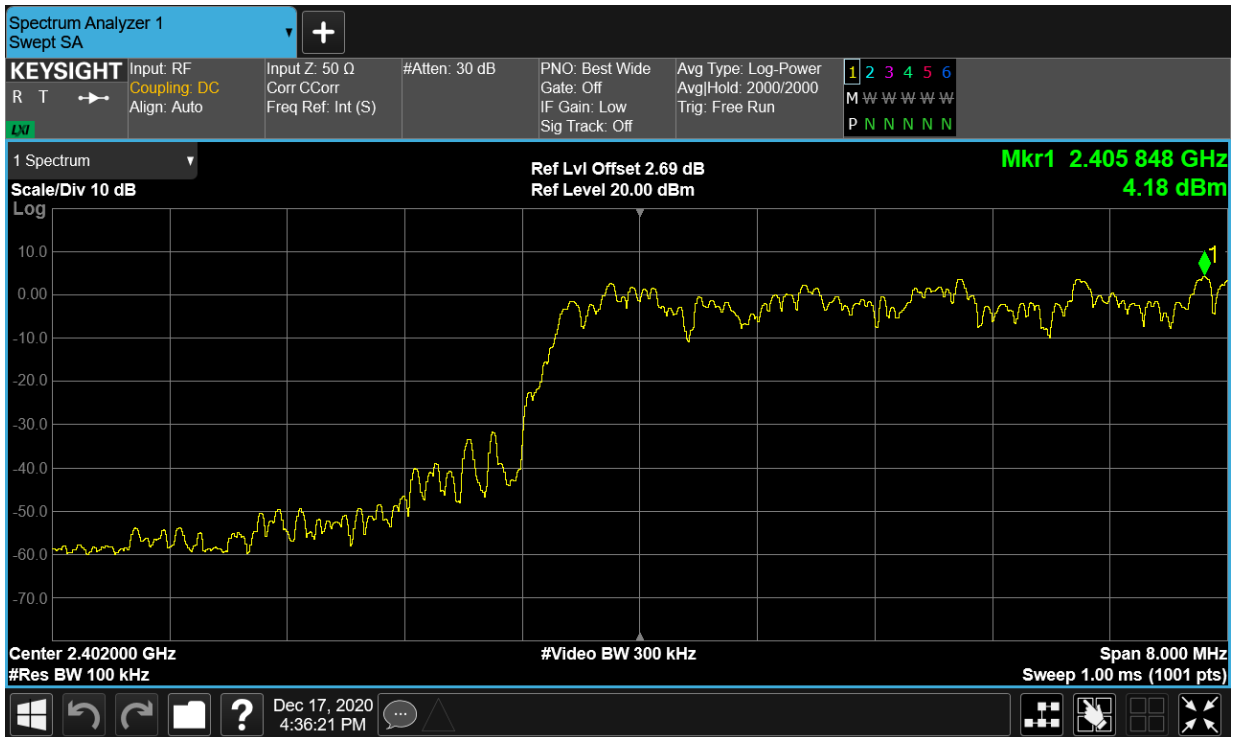 Spectrum Analyzer 1
Swept SA
▼
+
KEYSIGHT
R T
LXI
Input: RF
Coupling: DC
Align: Auto
Input Z: 50 Ω
Corr CCorr
Freq Ref: Int (S)
#Atten: 30 dB
PNO: Best Wide
Gate: Off
IF Gain: Low
Sig Track: Off
Avg Type: Log-Power
Avg|Hold: 2000/2000
Trig: Free Run
1 2 3 4 5 6
M W W W W W
P N N N N N
1 Spectrum ▼
Scale/Div 10 dB
Log
Ref Lvl Offset 2.69 dB
Ref Level 20.00 dBm
Mkr1 2.405 848 GHz
4.18 dBm
1
10.0
0.00
-10.0
-20.0
-30.0
-40.0
-50.0
-60.0
-70.0
Center 2.402000 GHz
#Video BW 300 kHz
Span 8.000 MHz
#Res BW 100 kHz
Sweep 1.00 ms (1001 pts)
?
Dec 17, 2020
4:36:21 PM